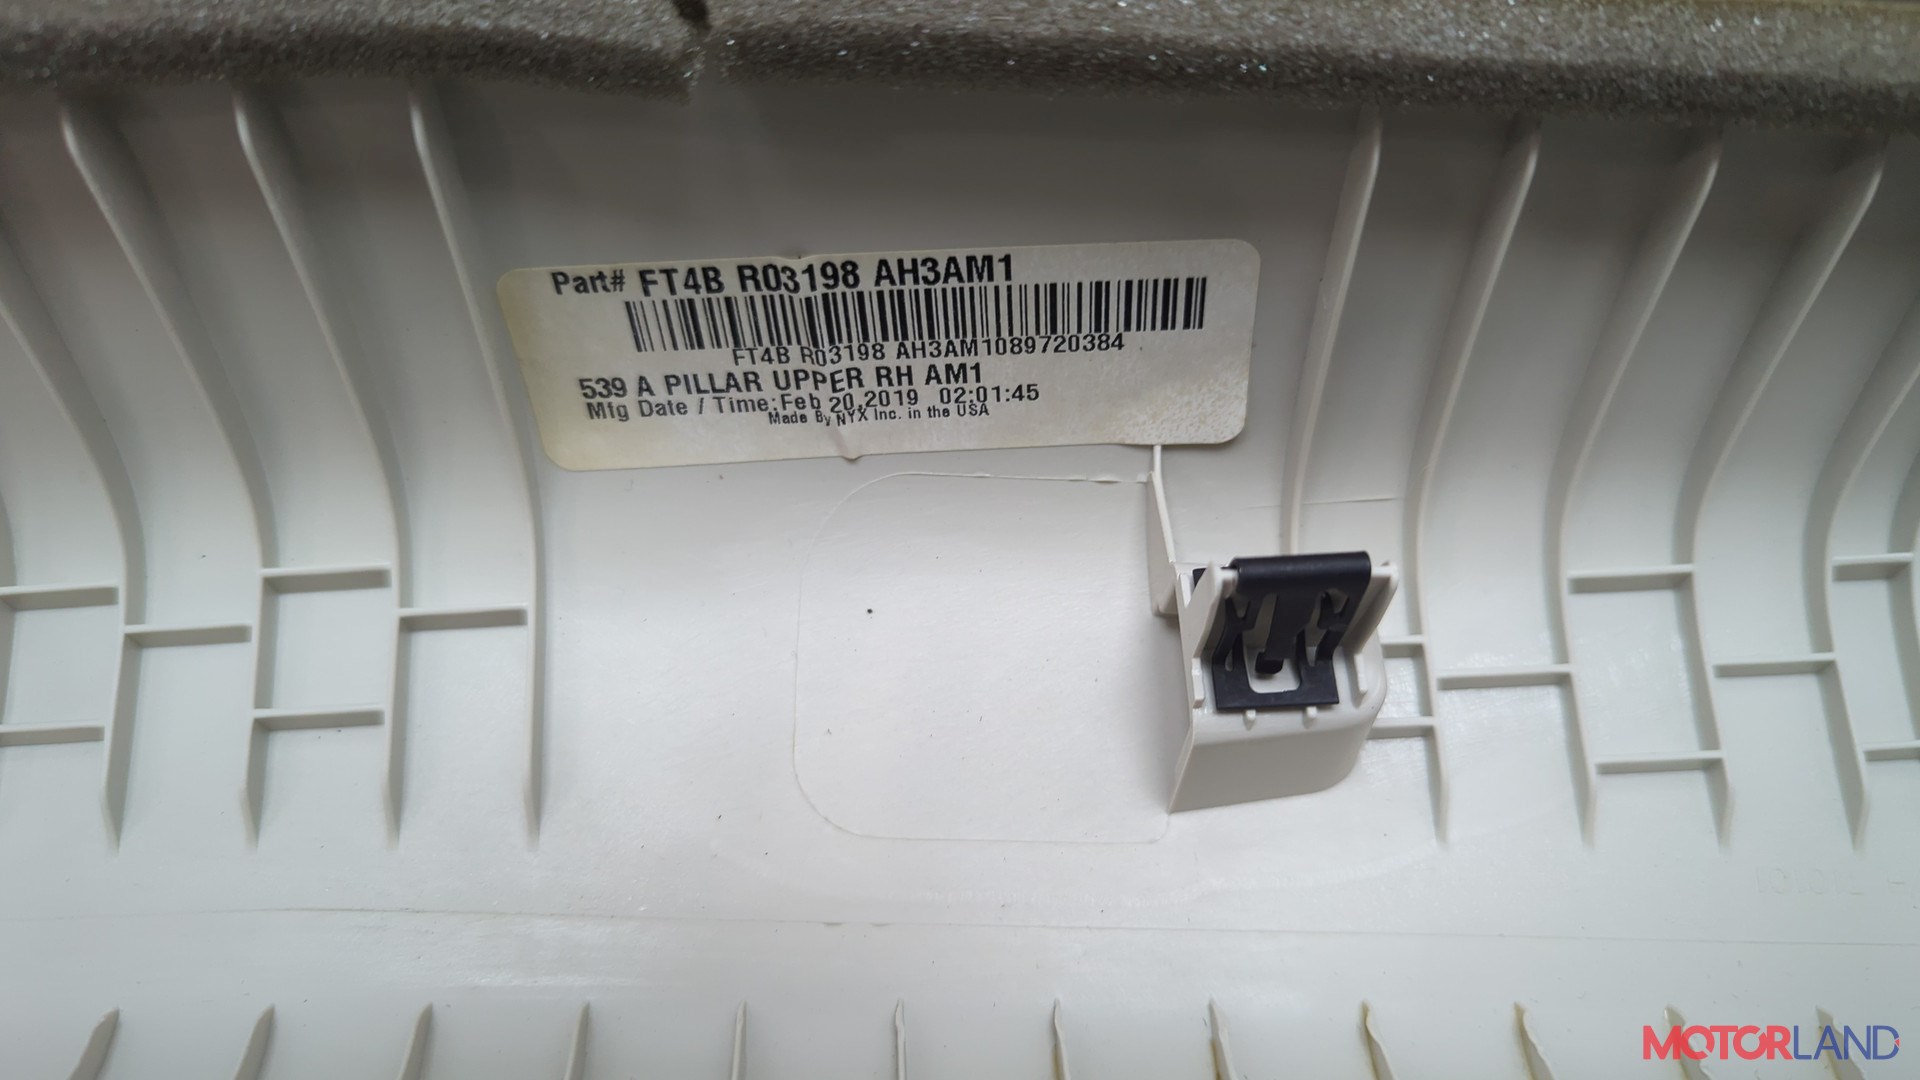 Part# FT4B R03198 AH3AM1
FT4B R03198 AH3AM1089720384
539 A PILLAR UPPER RH AM1
Mfg Date / Time:Feb 20,2019 02:01:45
Made By NYX Inc. in the USA
MOTORLAND